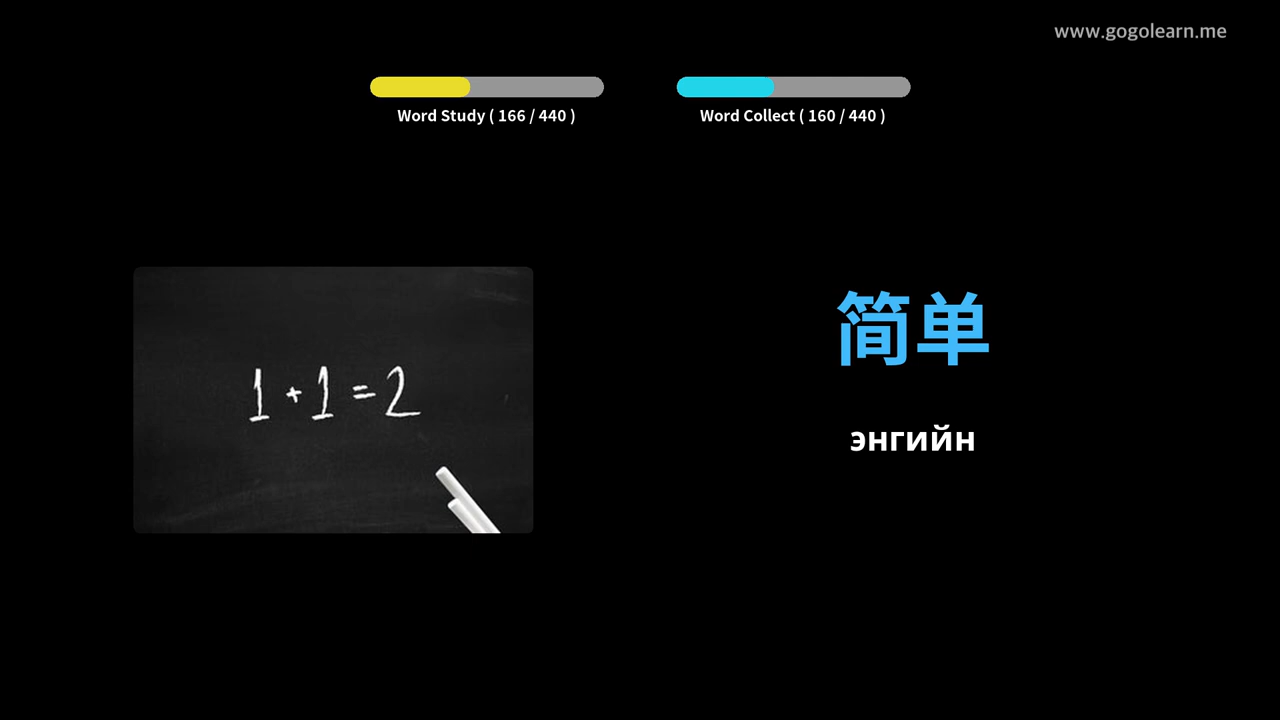 www.gogolearn.me
Word Study ( 166 / 440 )
Word Collect ( 160 / 440 )
1 + 1 = 2
简单
энгийн